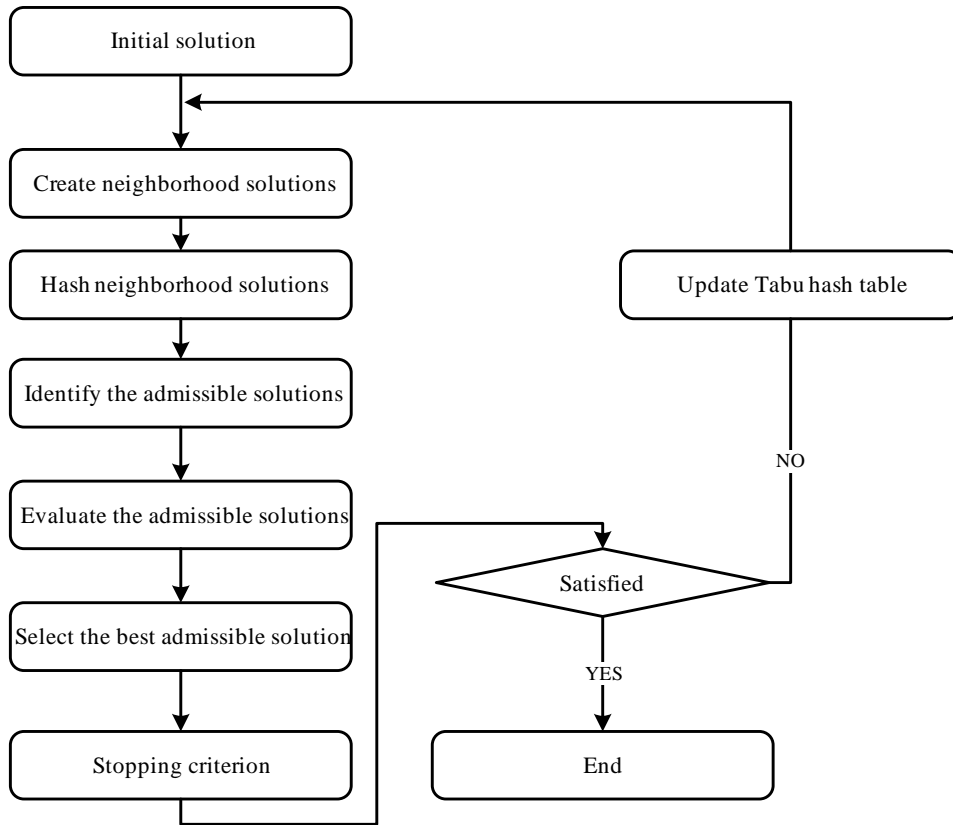 Initial solution
Create neighborhood solutions
Hash neighborhood solutions
Update Tabu hash table
Identify the admissible solutions
NO
Evaluate the admissible solutions
Satisfied
Select the best admissible solution
YES
Stopping criterion
End